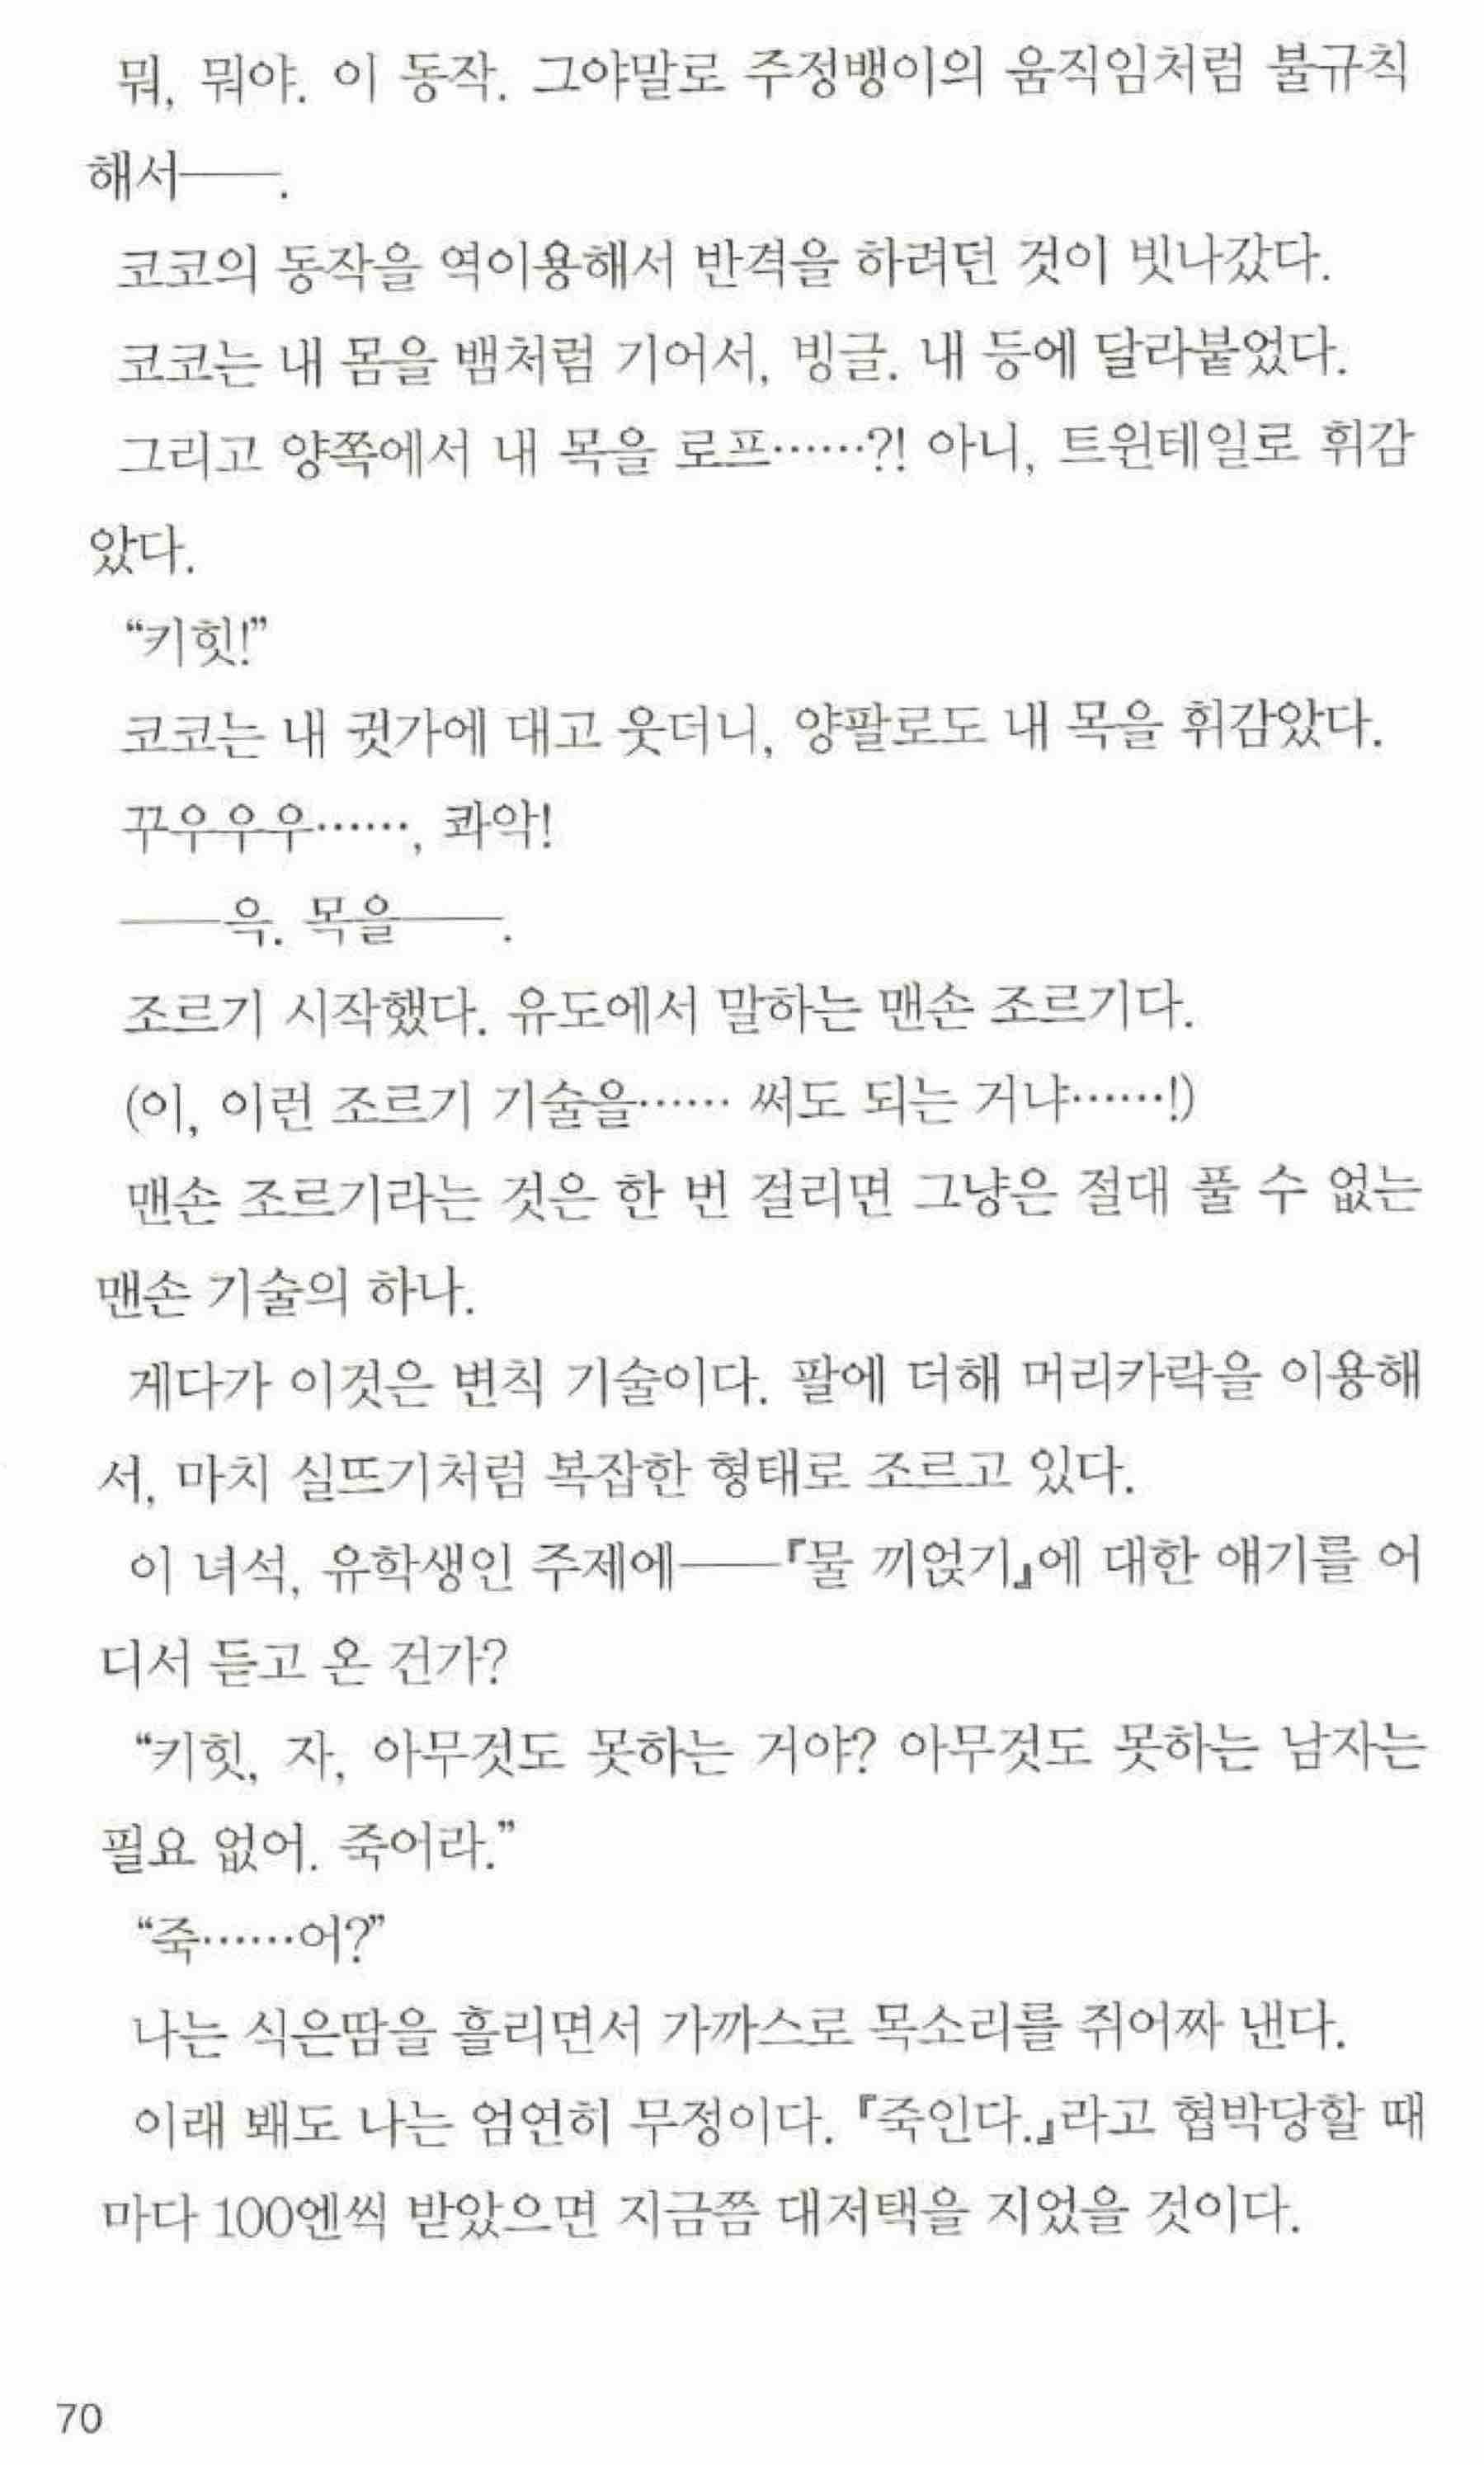 뭐, 뭐야. 이 동작. 그야말로 주정뱅이의 움직임처럼 불규칙
해서――.
코코의 동작을 역이용해서 반격을 하려던 것이 빗나갔다.
코코는 내 몸을 뱀처럼 기어서, 빙글. 내 등에 달라붙었다.
그리고 양쪽에서 내 목을 로프……?! 아니, 트윈테일로 휘감
았다.
“키힛!”
코코는 내 귓가에 대고 웃더니, 양팔로도 내 목을 휘감았다.
꾸우우우……, 콰악!
――윽. 목을――.
조르기 시작했다. 유도에서 말하는 맨손 조르기다.
(이, 이런 조르기 기술을…… 써도 되는 거냐……!)
맨손 조르기라는 것은 한 번 걸리면 그냥은 절대 풀 수 없는
맨손 기술의 하나.
게다가 이것은 변칙 기술이다. 팔에 더해 머리카락을 이용해
서, 마치 실뜨기처럼 복잡한 형태로 조르고 있다.
이 녀석, 유학생인 주제에――『물 끼얹기』에 대한 얘기를 어
디서 듣고 온 건가?
“키힛, 자, 아무것도 못하는 거야? 아무것도 못하는 남자는
필요 없어. 죽어라.”
“죽……어?”
나는 식은땀을 흘리면서 가까스로 목소리를 쥐어짜 낸다.
이래 봬도 나는 엄연히 무정이다. 『죽인다.』라고 협박당할 때
마다 100엔씩 받았으면 지금쯤 대저택을 지었을 것이다.
70